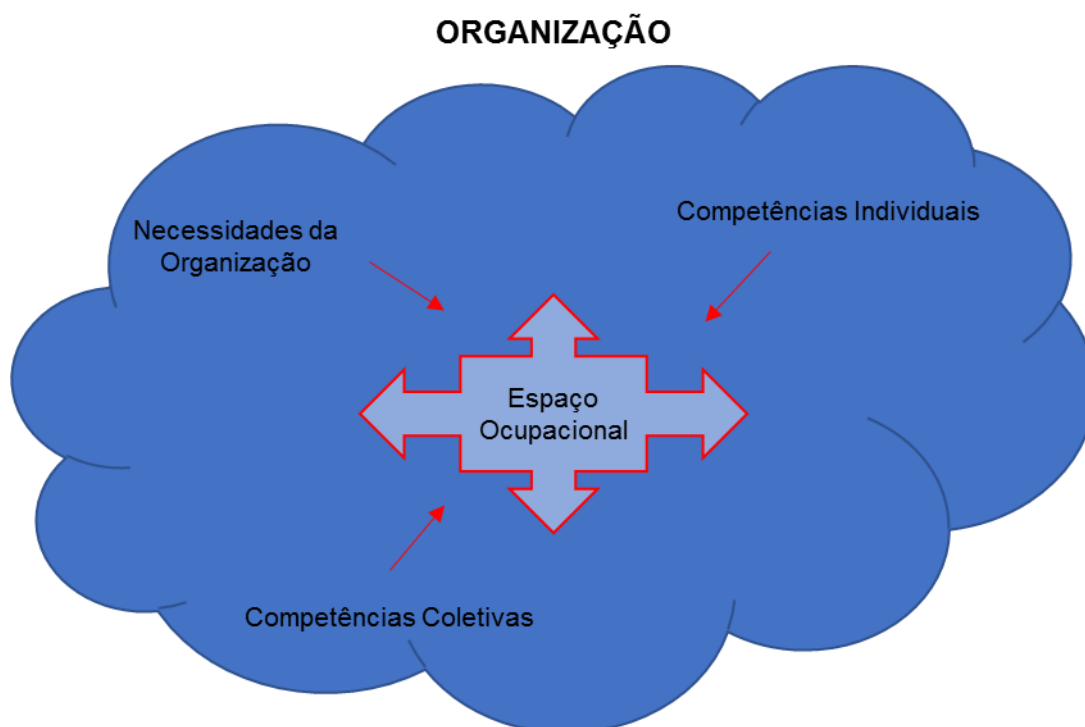 ORGANIZAÇÃO
Necessidades da
Organização
Competências Individuais
Espaço
Ocupacional
Competências Coletivas